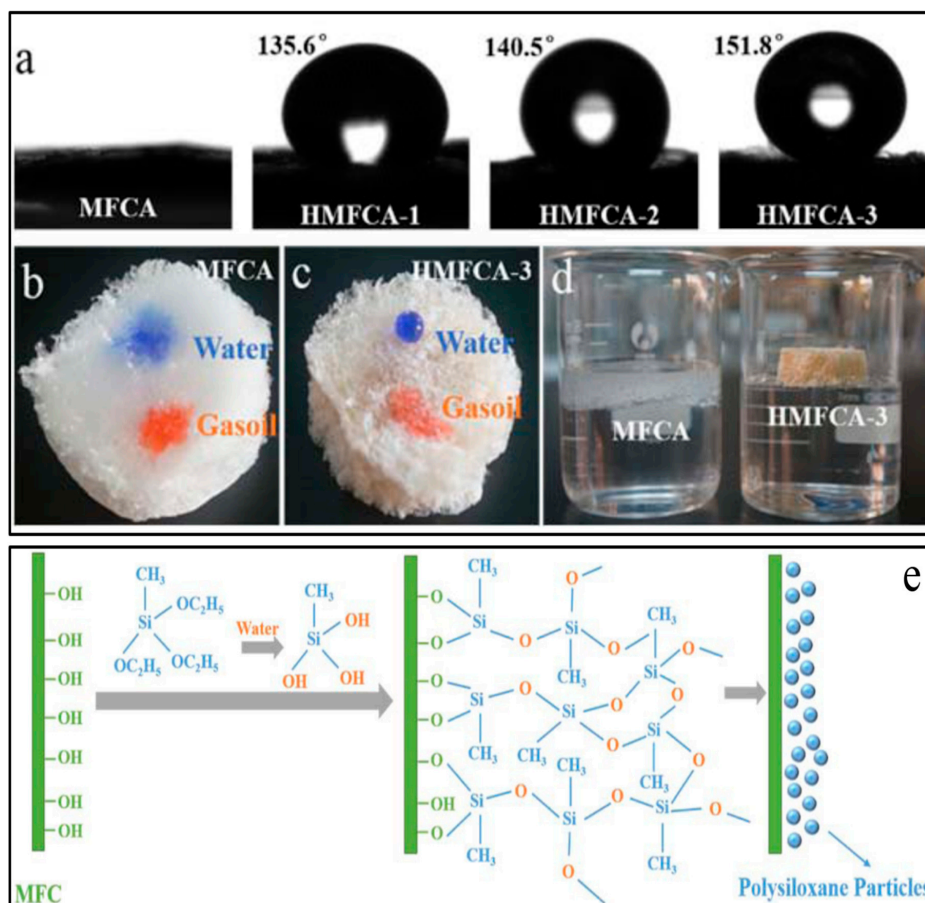 a
135.6°
140.5°
151.8°
MFCA
HMFCA-1
HMFCA-2
HMFCA-3
b
MFCA
Water
Gasoil
c
HMFCA-3
Water
Gasoil
d
MFCA
HMFCA-3
e
OH
OH
OH
OH
OH
OH
OH
MFC
CH₃
Si
OC₂H₅
OC₂H₅
OC₂H₅
Water
CH₃
Si
OH
OH
OH
CH₃
O
CH₃
O
Si
O
Si
O
O
CH₃
O
Si
O
O
Si
O
Si
O
O
O
Si
CH₃
CH₃
O
CH₃
CH₃
CH₃
O
O
Si
O
Si
O
Si
O
OH
O
CH₃
O
CH₃
Polysiloxane Particles